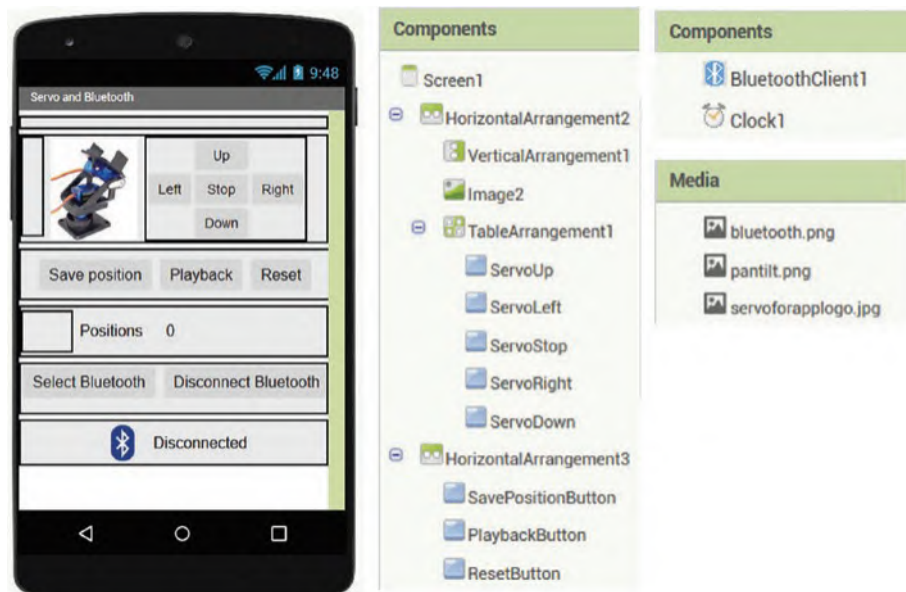 9:48
Servo and Bluetooth
Up
Left Stop Right
Down
Save position Playback Reset
Positions 0
Select Bluetooth Disconnect Bluetooth
Disconnected
Components
Screen1
HorizontalArrangement2
VerticalArrangement1
Image2
TableArrangement1
ServoUp
ServoLeft
ServoStop
ServoRight
ServoDown
HorizontalArrangement3
SavePositionButton
PlaybackButton
ResetButton
Components
BluetoothClient1
Clock1
Media
bluetooth.png
pantilt.png
servoforapplogo.jpg